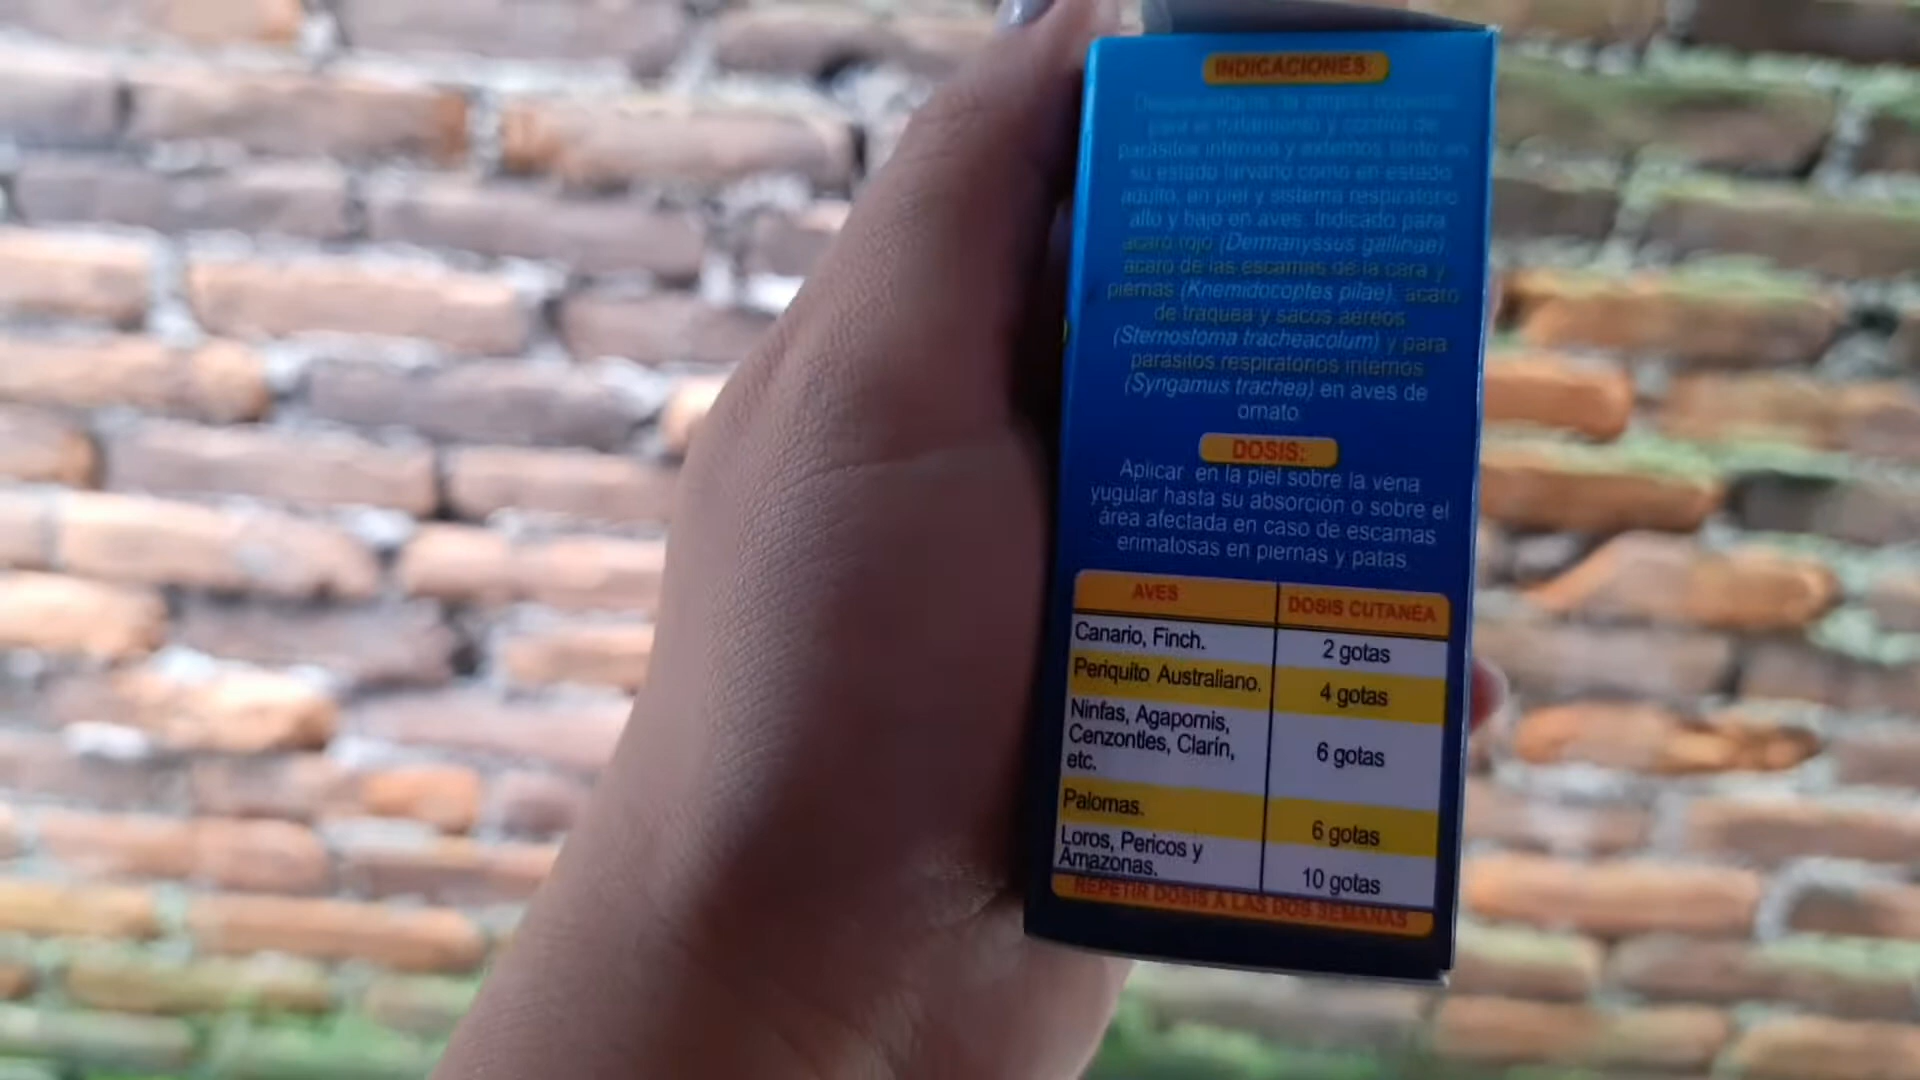 INDICACIONES:
Desparasitante de amplio espectro
para el tratamiento y control de
parásitos internos y externos tanto en
su estado larvario como en estado
adulto, en piel y sistema respiratorio
alto y bajo en aves. Indicado para
acaro rojo (Dermanyssus gallinae),
acaro de las escamas de la cara y
piernas (Knemidocoptes pilae), acaro
de traquea y sacos aereos
(Sternostoma tracheacolum) y para
parásitos respiratorios internos
(Syngamus trachea) en aves de
ornato
DOSIS:
Aplicar en la piel sobre la vena
yugular hasta su absorción o sobre el
área afectada en caso de escamas
erimatosas en piernas y patas
AVES DOSIS CUTANEA
Canario, Finch. 2 gotas
Periquito Australiano. 4 gotas
Ninfas, Agapornis,
Cenzontles, Clarín, 6 gotas
etc.
Palomas. 6 gotas
Loros, Pericos y
Amazonas. 10 gotas
REPETIR DOSIS A LAS DOS SEMANAS